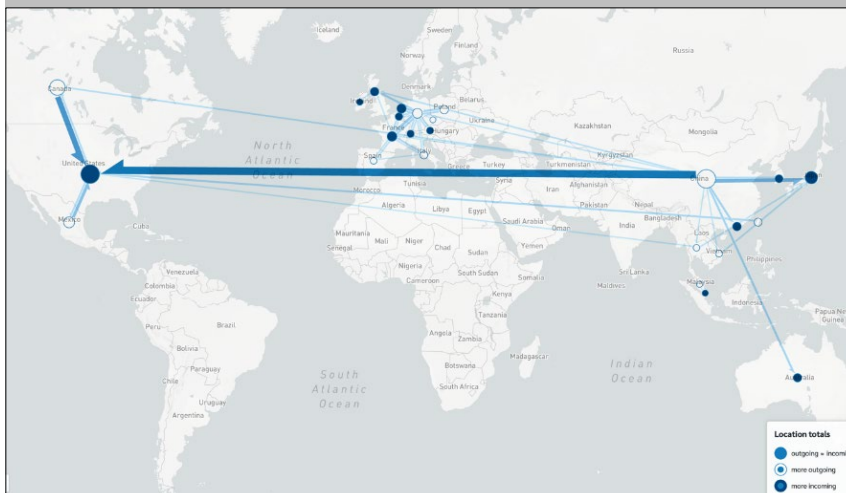 Iceland
Sweden
Norway
Finland
Russia
Canada
Denmark
Belarus
Poland
Ukraine
Kazakhstan
Mongolia
France
Hungary
North
Atlantic
Ocean
Spain
Italy
Greece
Turkey
Turkmenistan
Kyrgyzstan
United States
China
Syria
Iran
Afghanistan
Tunisia
Morocco
Pakistan
Nepal
Algeria
Libya
Egypt
Saudi Arabia
Bangladesh
India
Laos
Mexico
Cuba
Oman
Mauritania
Mali
Niger
Chad
Sudan
Yemen
Vietnam
Philippines
Senegal
Nigeria
South Sudan
Somalia
Sri Lanka
Maldives
Malaysia
Venezuela
Colombia
Cameroon
Ecuador
Kenya
Indonesia
Papua New
Guinea
Tanzania
Peru
Brazil
Angola
Zambia
Bolivia
Madagascar
Paraguay
Botswana
Chile
South
Atlantic
Ocean
Indian
Ocean
South Africa
Australia
Uruguay
Argentina
Location totals
outgoing = incomi
more outgoing
more incoming